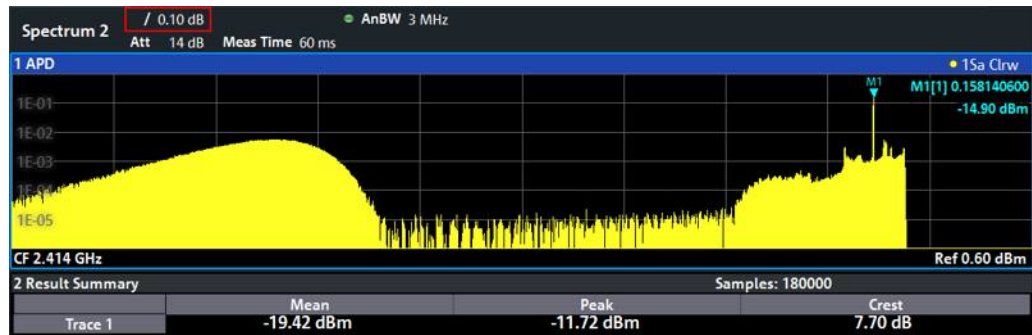 Spectrum 2
/ 0.10 dB
AnBW 3 MHz
Att 14 dB Meas Time 60 ms
1 APD
1Sa Clrw
M1
M1[1] 0.158140600
-14.90 dBm
1E-01
1E-02
1E-03
1E-04
1E-05
CF 2.414 GHz
Ref 0.60 dBm
2 Result Summary
Samples: 180000
Mean Peak Crest
Trace 1 -19.42 dBm -11.72 dBm 7.70 dB